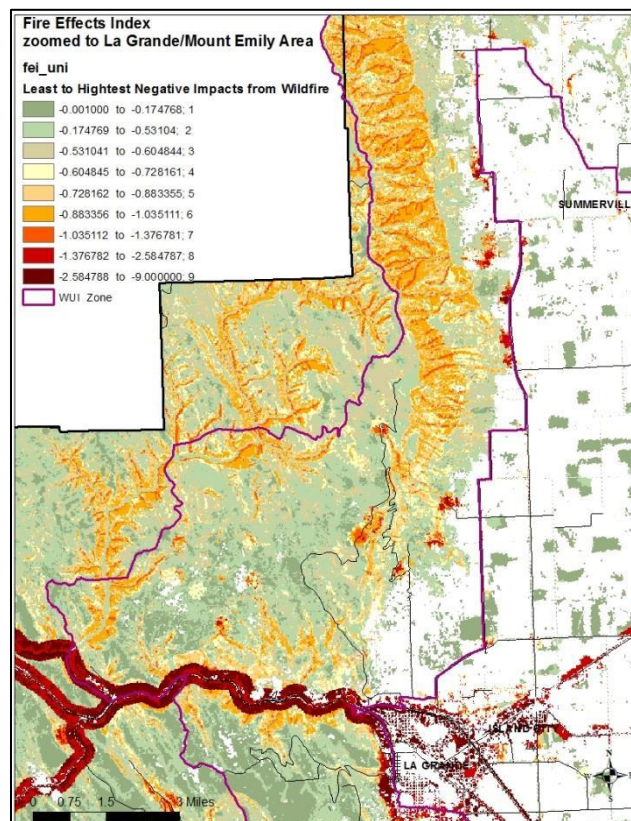 Fire Effects Index
zoomed to La Grande/Mount Emily Area
fei_uni
Least to Highest Negative Impacts from Wildfire
-0.001000 to -0.174768; 1
-0.174769 to -0.53104; 2
-0.531041 to -0.604844; 3
-0.604845 to -0.728161; 4
-0.728162 to -0.883355; 5
-0.883356 to -1.035111; 6
-1.035112 to -1.376781; 7
-1.376782 to -2.584787; 8
-2.584788 to -9.000000; 9
WUI Zone
SUMMERVILL
ISLAND CITY
LA GRANDE
N
W
E
S
0 0.75 1.5 3 Miles